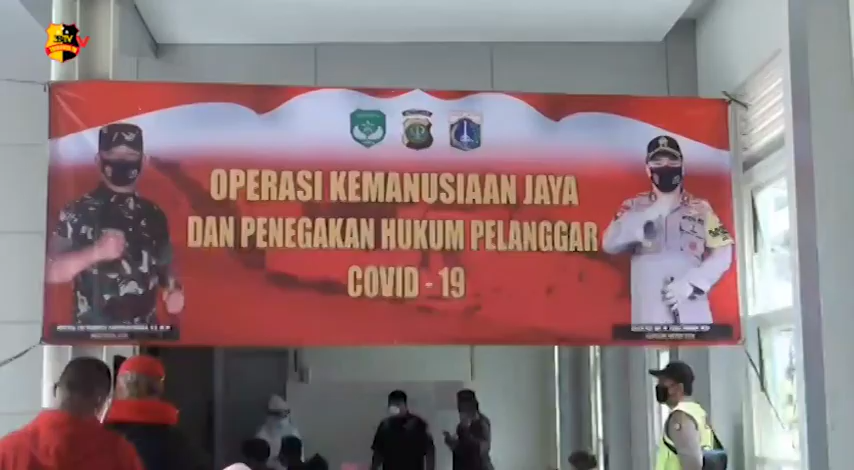 OPERASI KEMANUSIAAN JAYA
DAN PENEGAKAN HUKUM PELANGGAR
COVID - 19